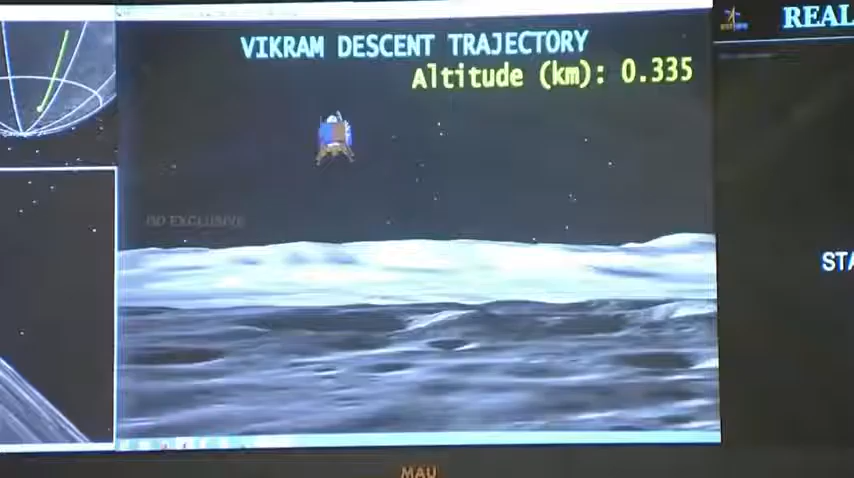 VIKRAM DESCENT TRAJECTORY
Altitude (km): 0.335
DD EXCLUSIVE
REAL
STA
MAU